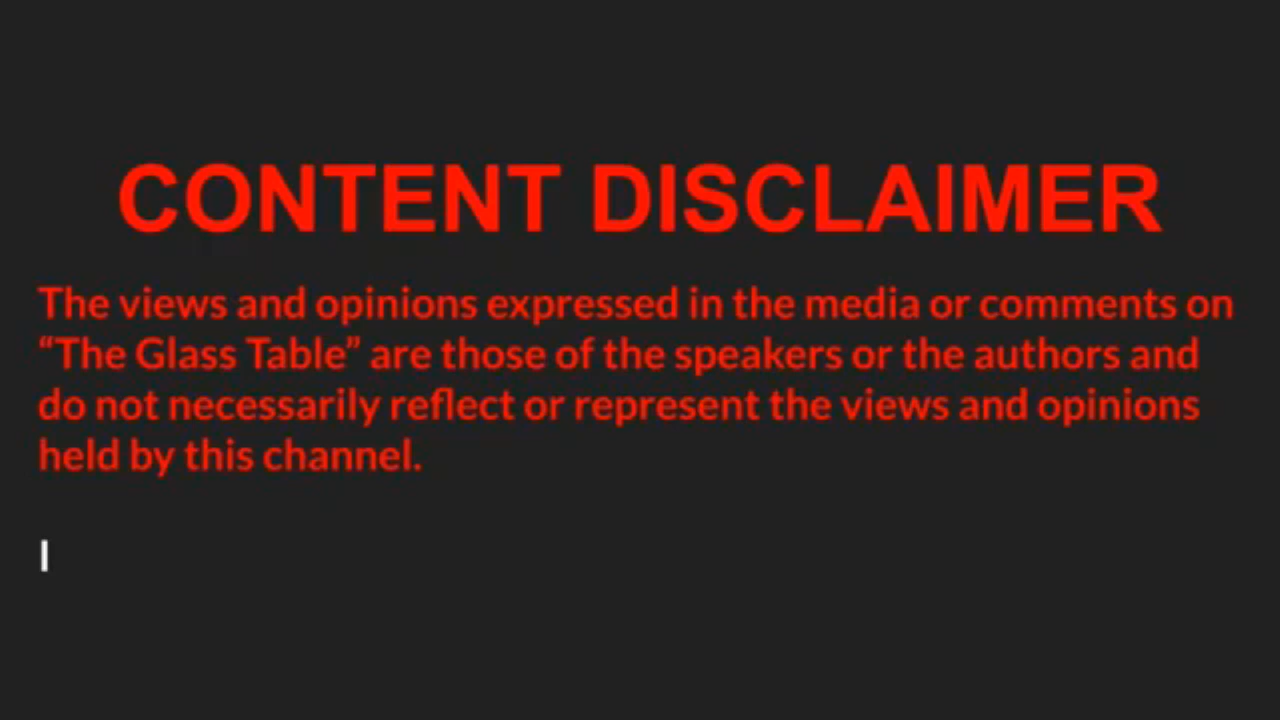 CONTENT DISCLAIMER
The views and opinions expressed in the media or comments on
“The Glass Table” are those of the speakers or the authors and
do not necessarily reflect or represent the views and opinions
held by this channel.
I